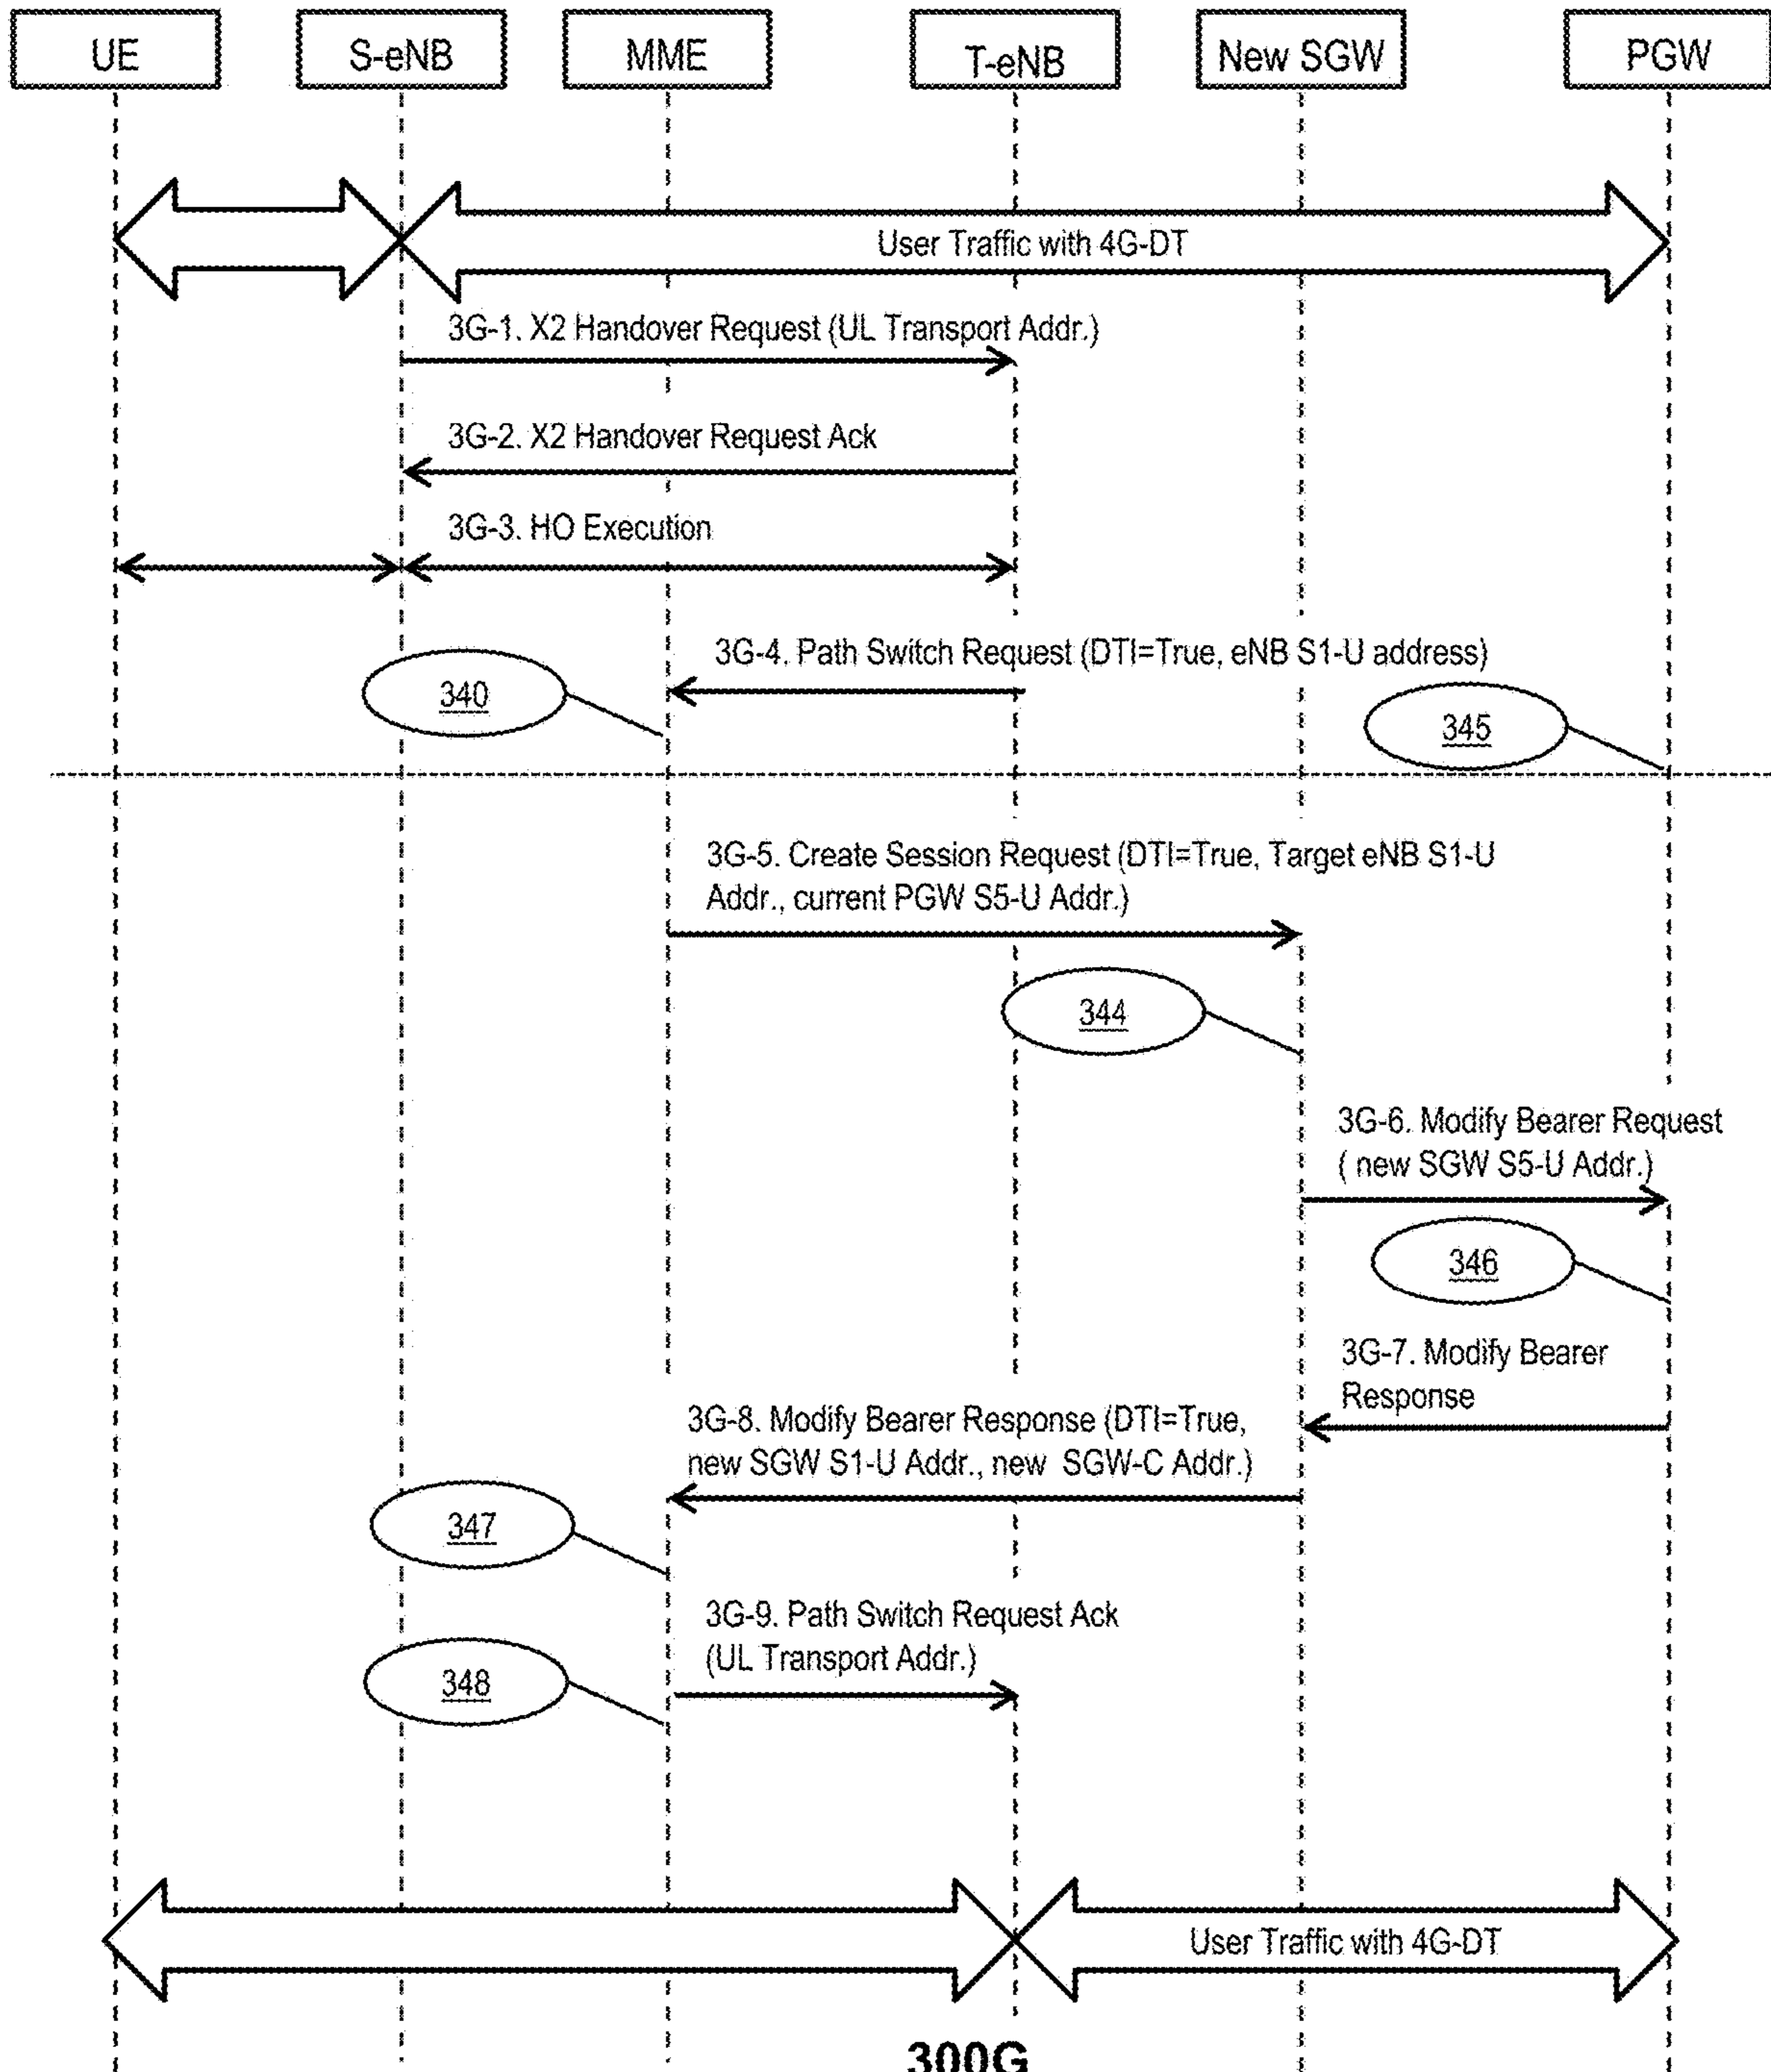 UE
S-eNB
MME
T-eNB
New SGW
PGW
User Traffic with 4G-DT
3G-1. X2 Handover Request (UL Transport Addr.)
3G-2. X2 Handover Request Ack
3G-3. HO Execution
3G-4. Path Switch Request (DTI=True, eNB S1-U address)
340
345
3G-5. Create Session Request (DTI=True, Target eNB S1-U
Addr., current PGW S5-U Addr.)
344
3G-6. Modify Bearer Request
( new SGW S5-U Addr.)
346
3G-7. Modify Bearer
Response
3G-8. Modify Bearer Response (DTI=True,
new SGW S1-U Addr., new SGW-C Addr.)
347
3G-9. Path Switch Request Ack
(UL Transport Addr.)
348
User Traffic with 4G-DT
300G